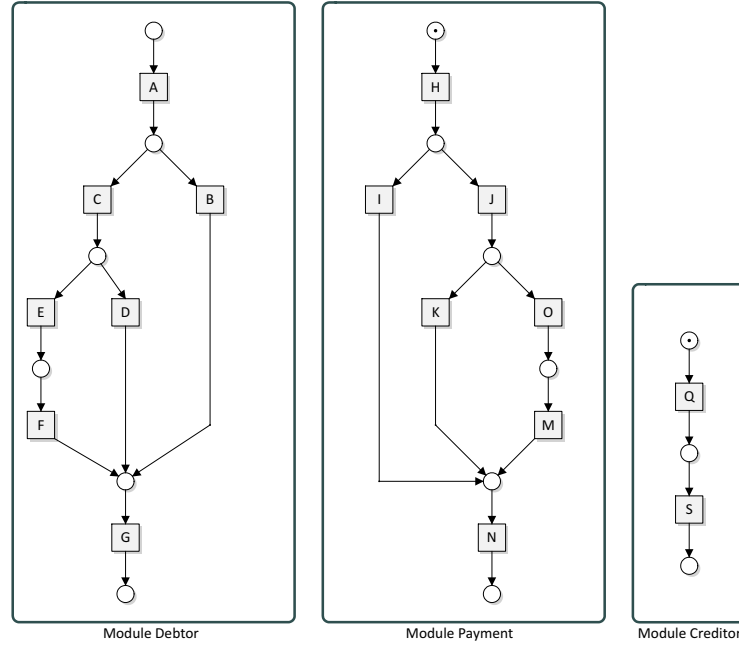 A
H
C
B
I
J
E
D
K
O
Q
F
M
S
G
N
Module Debtor
Module Payment
Module Creditor